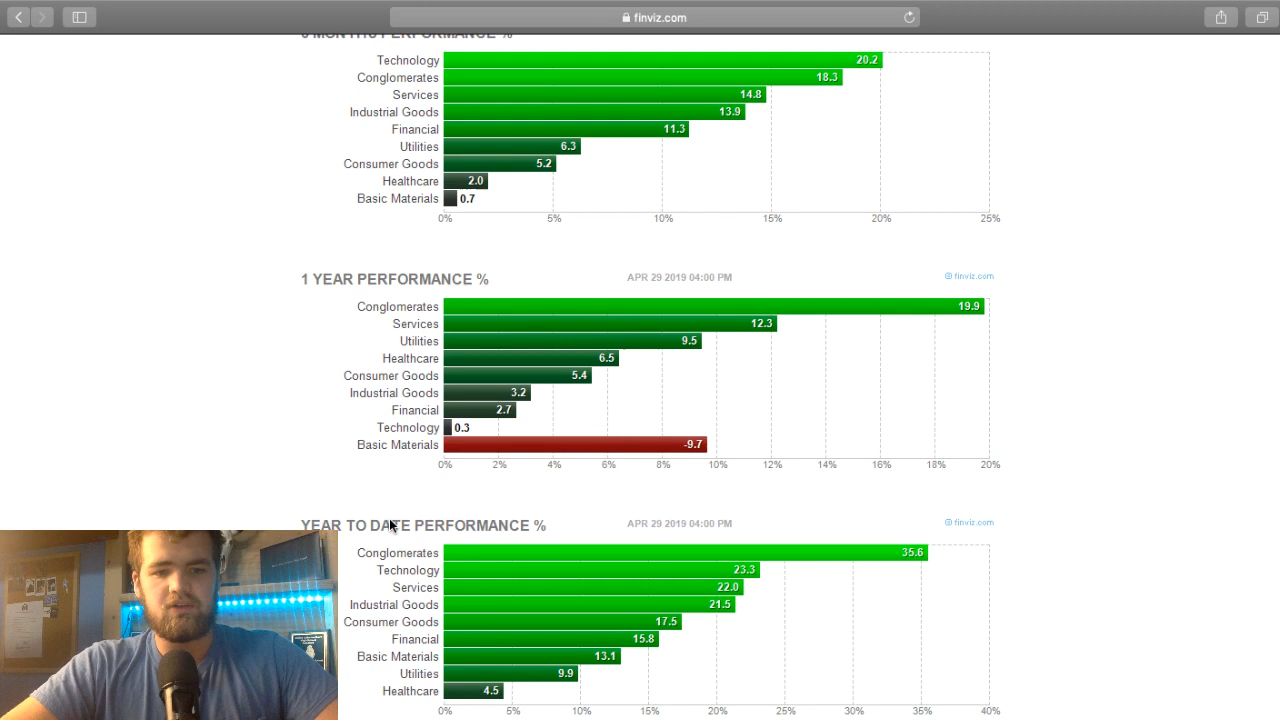 finviz.com
6 MONTHS PERFORMANCE %
Technology 20.2
Conglomerates 18.3
Services 14.8
Industrial Goods 13.9
Financial 11.3
Utilities 6.3
Consumer Goods 5.2
Healthcare 2.0
Basic Materials 0.7
0% 5% 10% 15% 20% 25%
1 YEAR PERFORMANCE % APR 29 2019 04:00 PM finviz.com
Conglomerates 19.9
Services 12.3
Utilities 9.5
Healthcare 6.5
Consumer Goods 5.4
Industrial Goods 3.2
Financial 2.7
Technology 0.3
Basic Materials -9.7
0% 2% 4% 6% 8% 10% 12% 14% 16% 18% 20%
YEAR TO DATE PERFORMANCE % APR 29 2019 04:00 PM finviz.com
Conglomerates 35.6
Technology 23.3
Services 22.0
Industrial Goods 21.5
Consumer Goods 17.5
Financial 15.8
Basic Materials 13.1
Utilities 9.9
Healthcare 4.5
0% 5% 10% 15% 20% 25% 30% 35% 40%